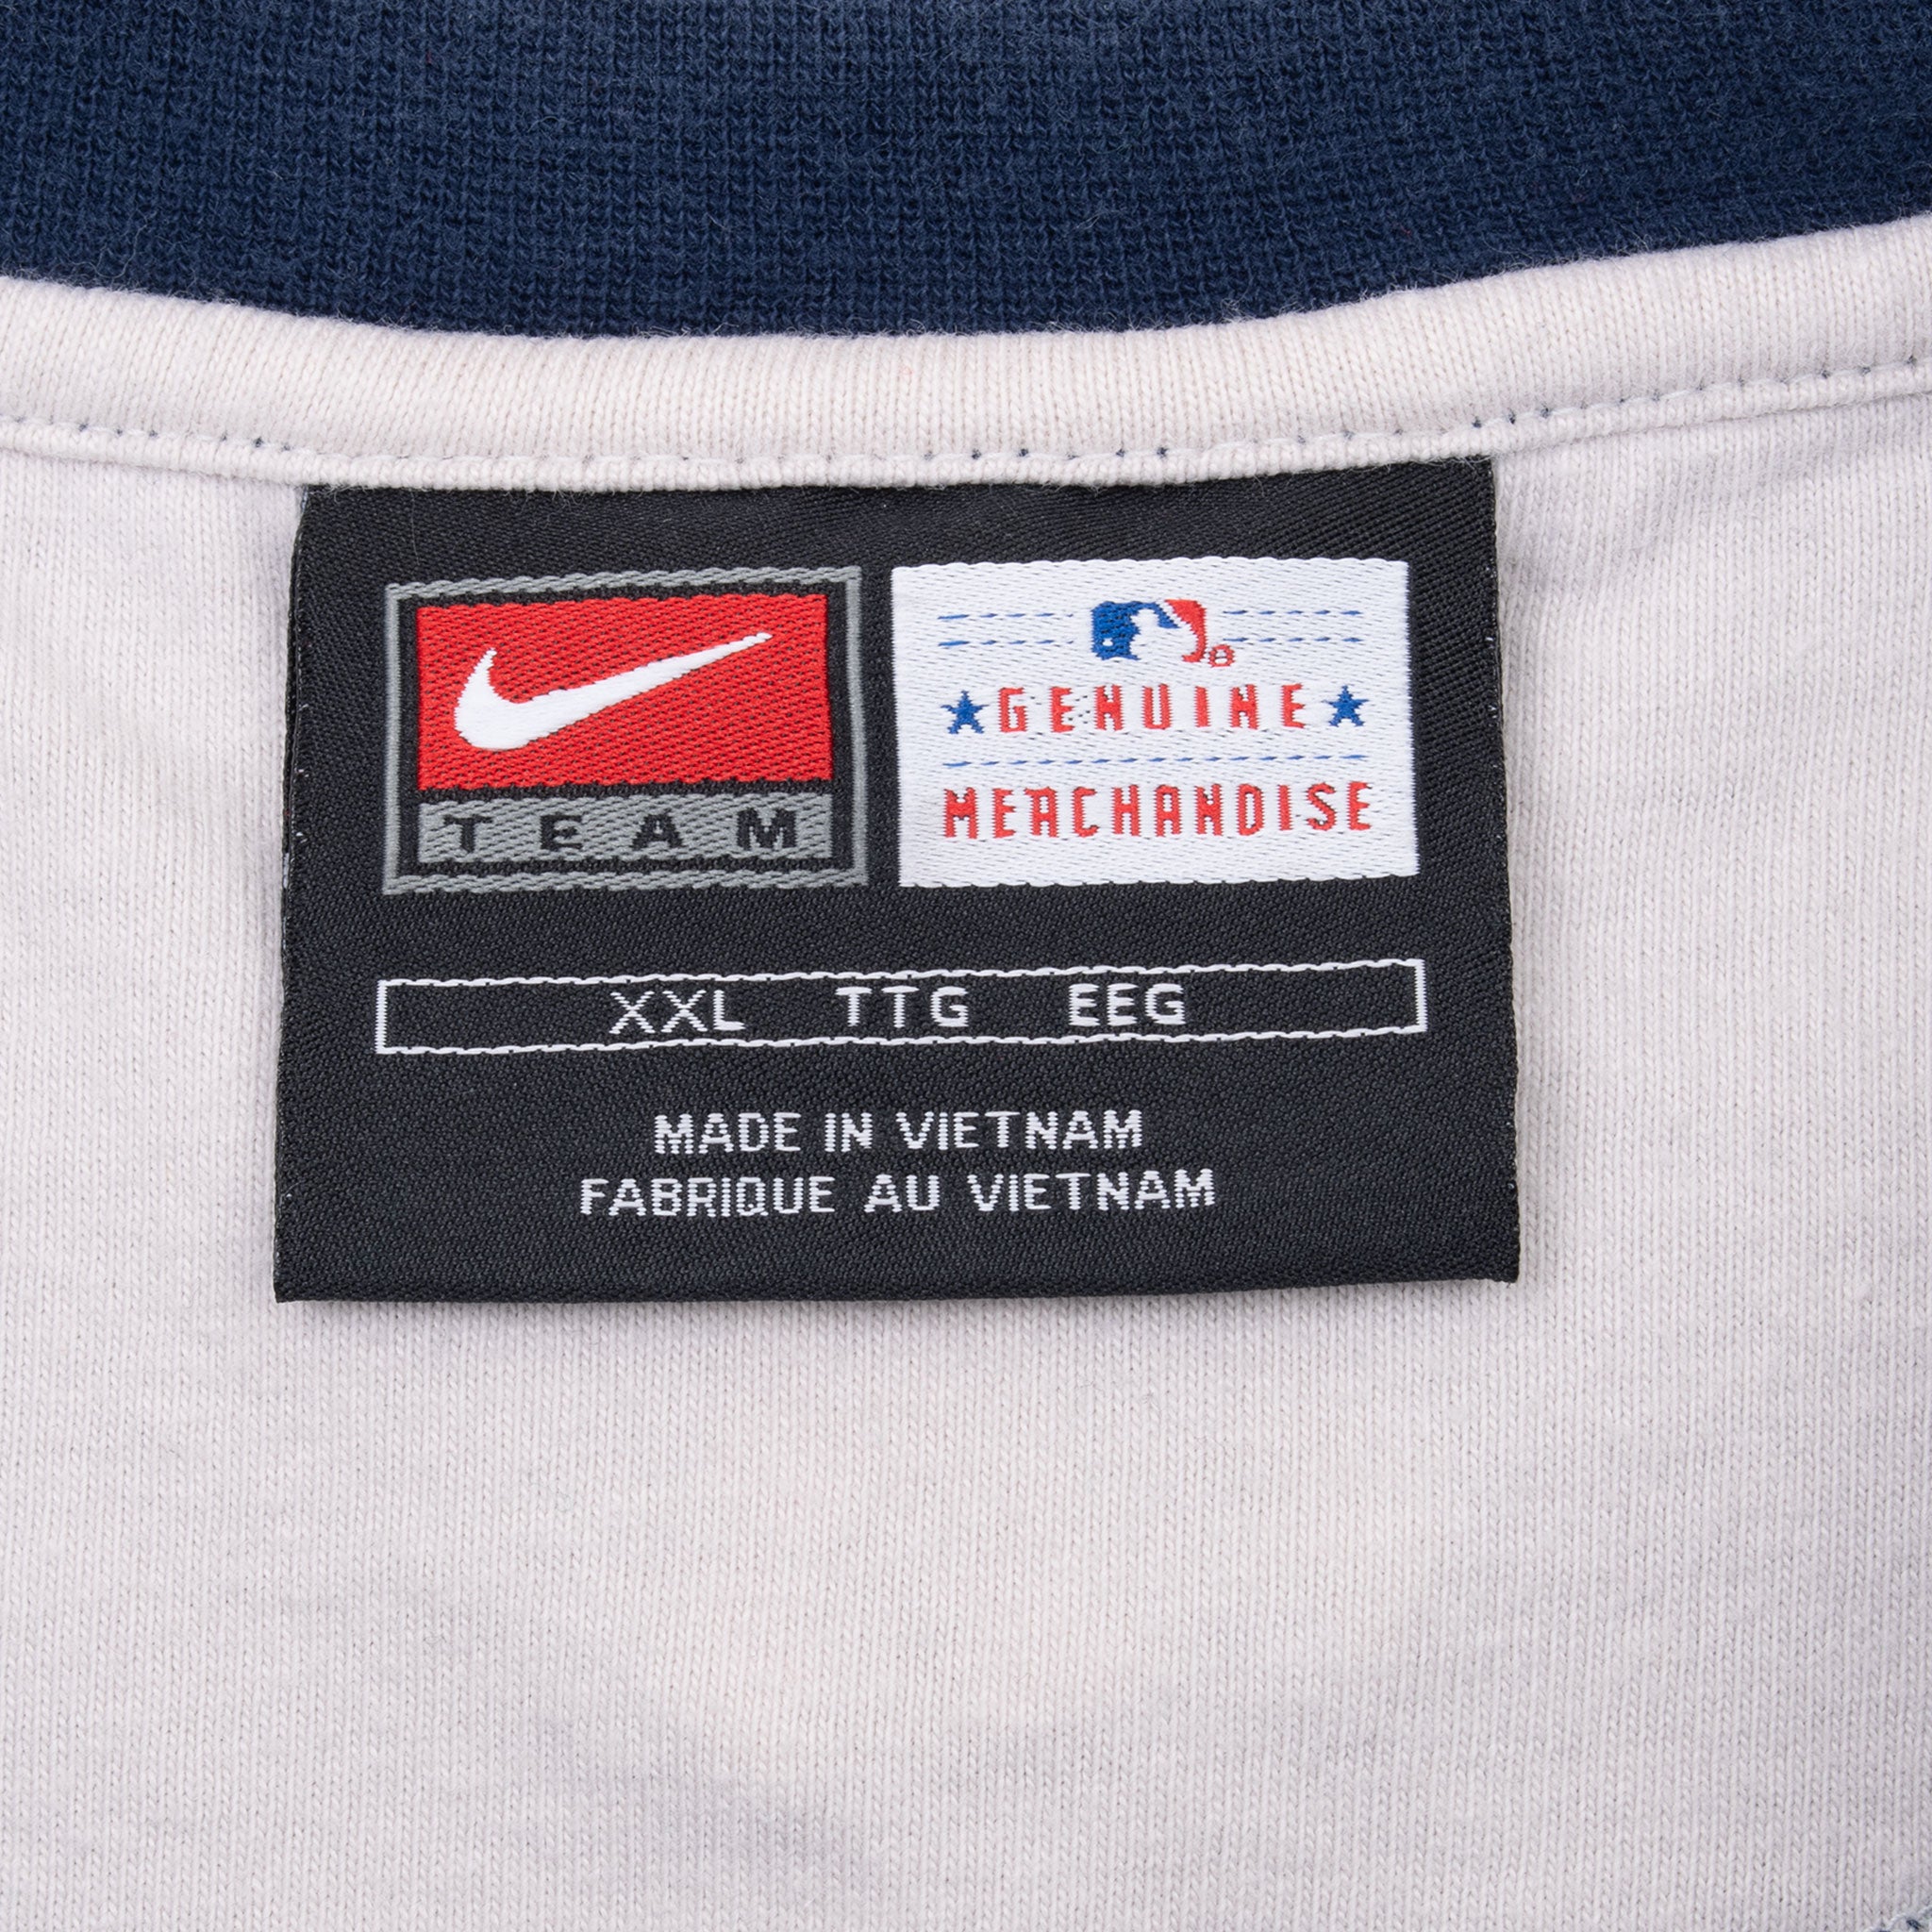 TEAM
GENUINE
MERCHANDISE
XXL TTG EEG
MADE IN VIETNAM
FABRIQUE AU VIETNAM